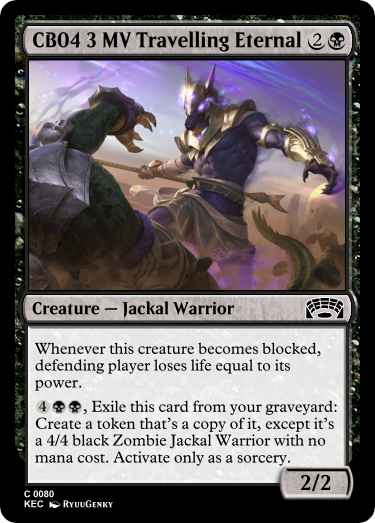 CB04 3 MV Travelling Eternal 2
Creature — Jackal Warrior
Whenever this creature becomes blocked,
defending player loses life equal to its
power.
4, Exile this card from your graveyard:
Create a token that's a copy of it, except it's
a 4/4 black Zombie Jackal Warrior with no
mana cost. Activate only as a sorcery.
2/2
C 0080
KEC RyuuGenky